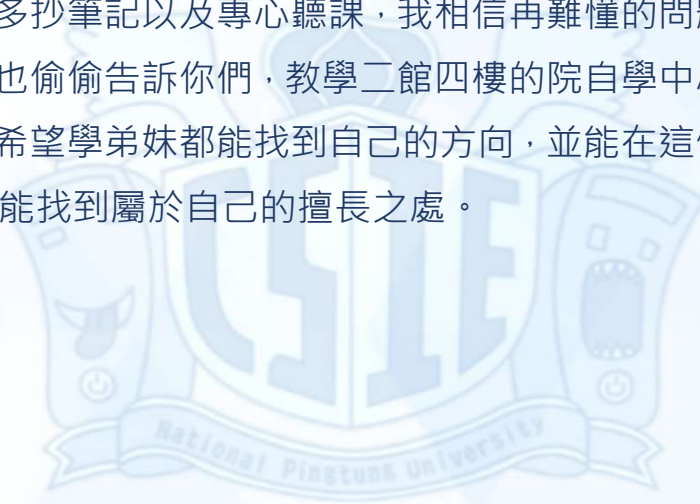 多抄筆記以及專心聽課，我相信再難懂的問
也偷偷告訴你們，教學二館四樓的院自學中
希望學弟妹都能找到自己的方向，並能在這
能找到屬於自己的擅長之處。
CSIE
National Pingtung University